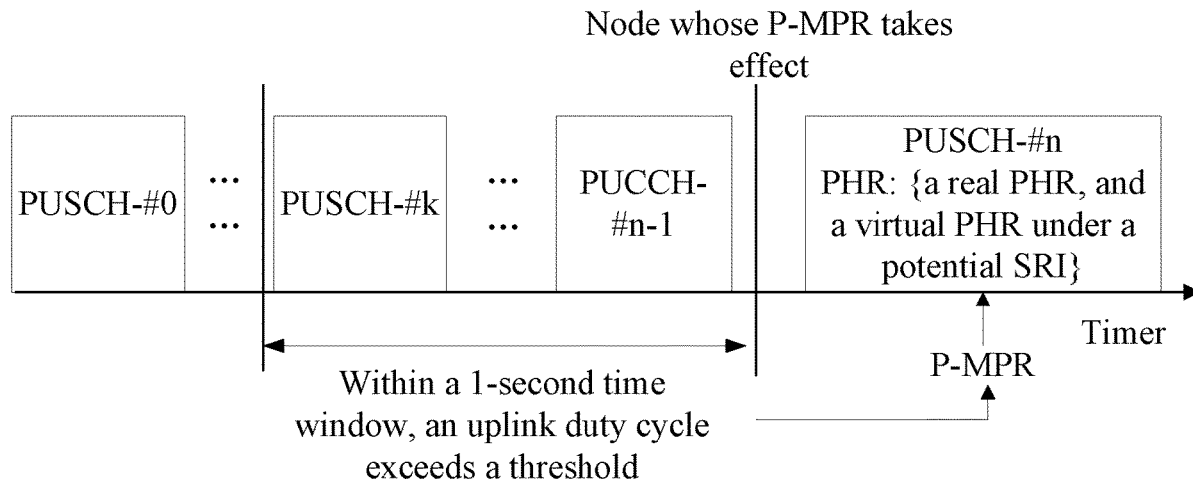 Node whose P-MPR takes
effect
PUSCH-#0
...
...
PUSCH-#k
...
...
PUCCH-
#n-1
PUSCH-#n
PHR: {a real PHR, and
a virtual PHR under a
potential SRI}
Timer
P-MPR
Within a 1-second time
window, an uplink duty cycle
exceeds a threshold